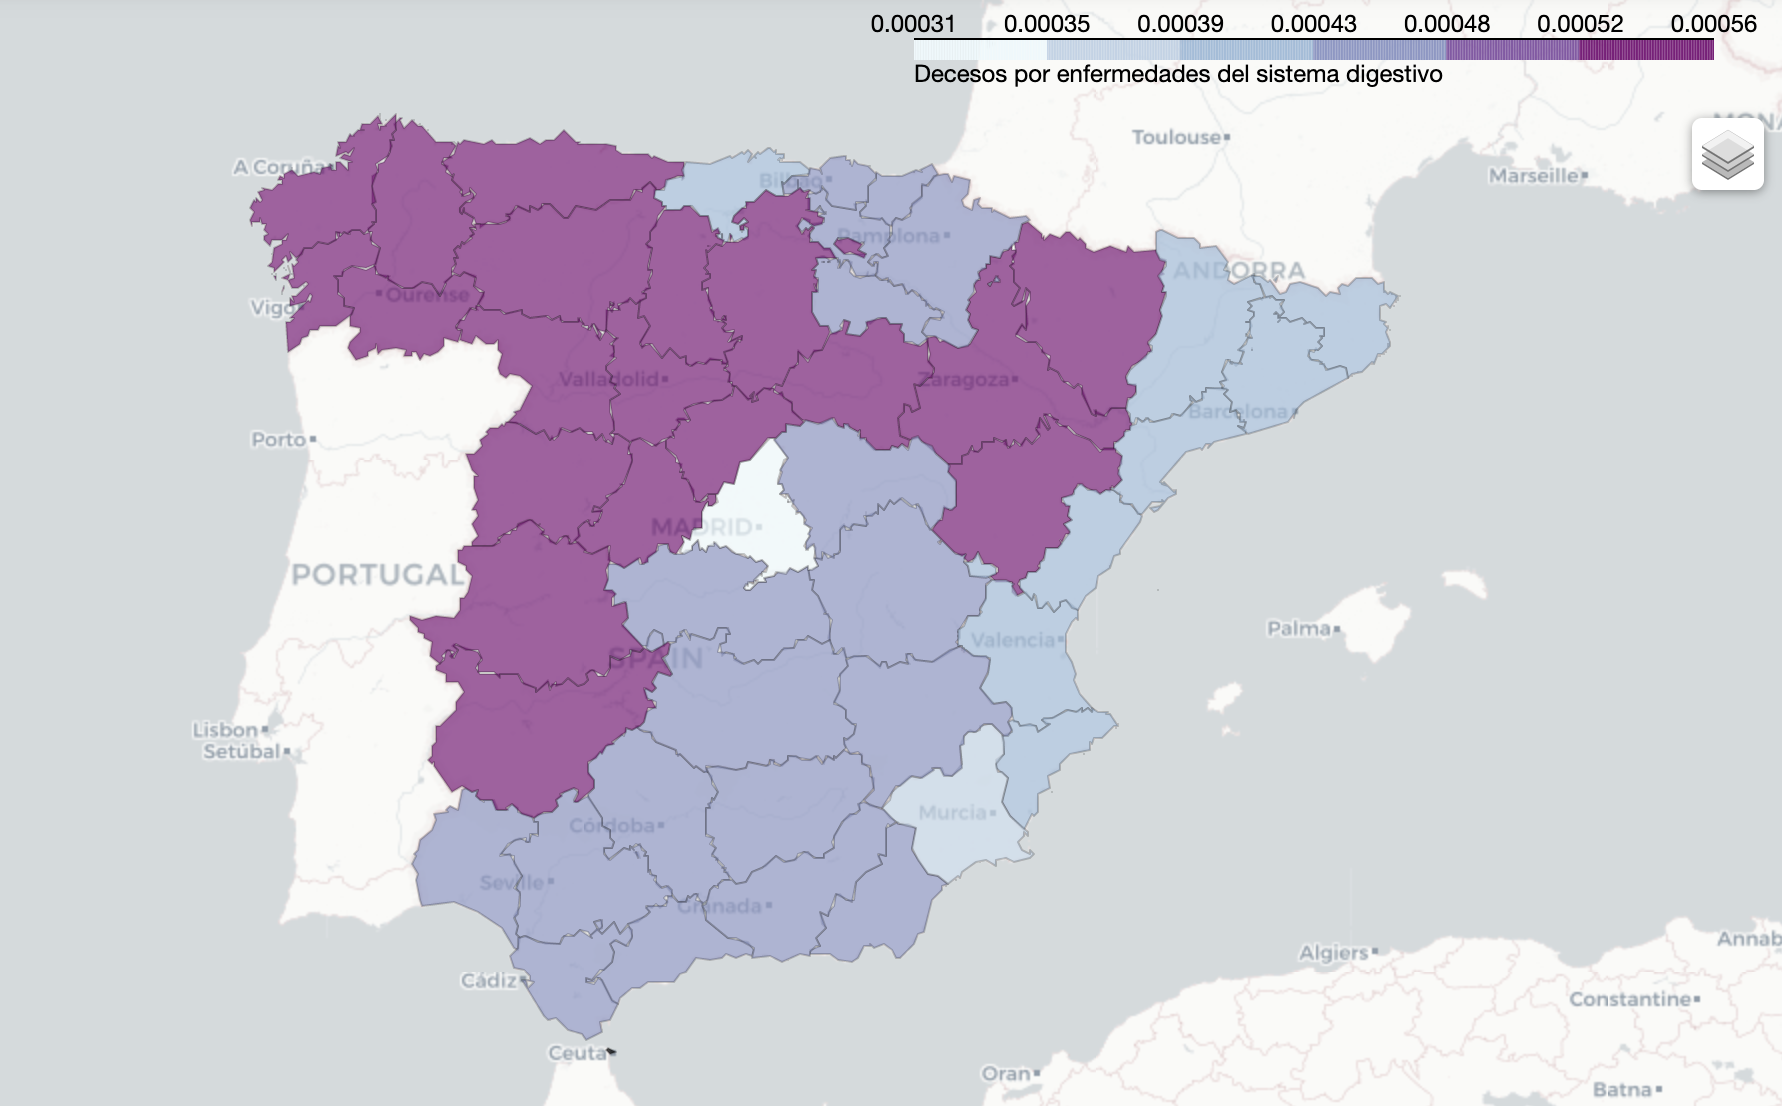 0.00031 0.00035 0.00039 0.00043 0.00048 0.00052 0.00056
Decesos por enfermedades del sistema digestivo
Toulouse
Marseille
A Coruña
Bilbao
Pamplona
ANDORRA
Ourense
Vigo
Valladolid
Zaragoza
Barcelona
Porto
MADRID
PORTUGAL
Palma
Valencia
SPAIN
Lisbon
Setúbal
Murcia
Córdoba
Seville
Granada
Annab
Algiers
Cádiz
Constantine
Ceuta
Oran
Batna